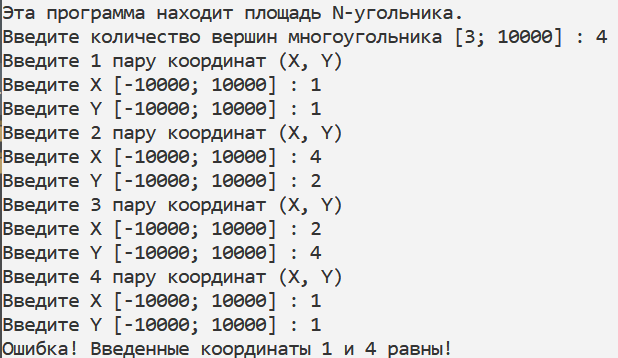 Эта программа находит площадь N-угольника.
Введите количество вершин многоугольника [3; 10000] : 4
Введите 1 пару координат (X, Y)
Введите X [-10000; 10000] : 1
Введите Y [-10000; 10000] : 1
Введите 2 пару координат (X, Y)
Введите X [-10000; 10000] : 4
Введите Y [-10000; 10000] : 2
Введите 3 пару координат (X, Y)
Введите X [-10000; 10000] : 2
Введите Y [-10000; 10000] : 4
Введите 4 пару координат (X, Y)
Введите X [-10000; 10000] : 1
Введите Y [-10000; 10000] : 1
Ошибка! Введенные координаты 1 и 4 равны!